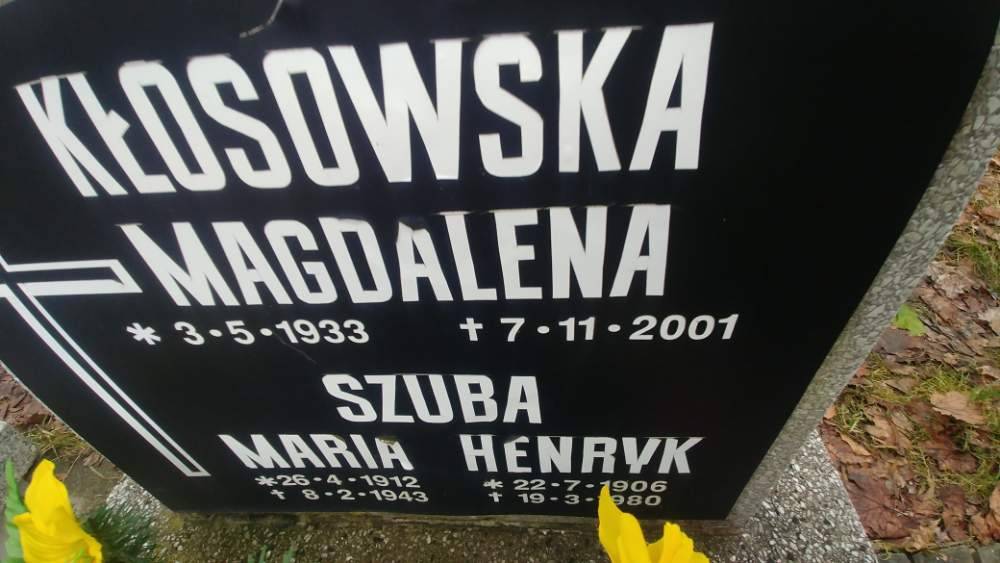 KŁOSOWSKA
MAGDALENA
* 3•5•1933 † 7•11•2001
SZUBA
MARIA HENRYK
*26•4•1912 * 22•7•1906
† 8•2•1943 † 19•3•1980